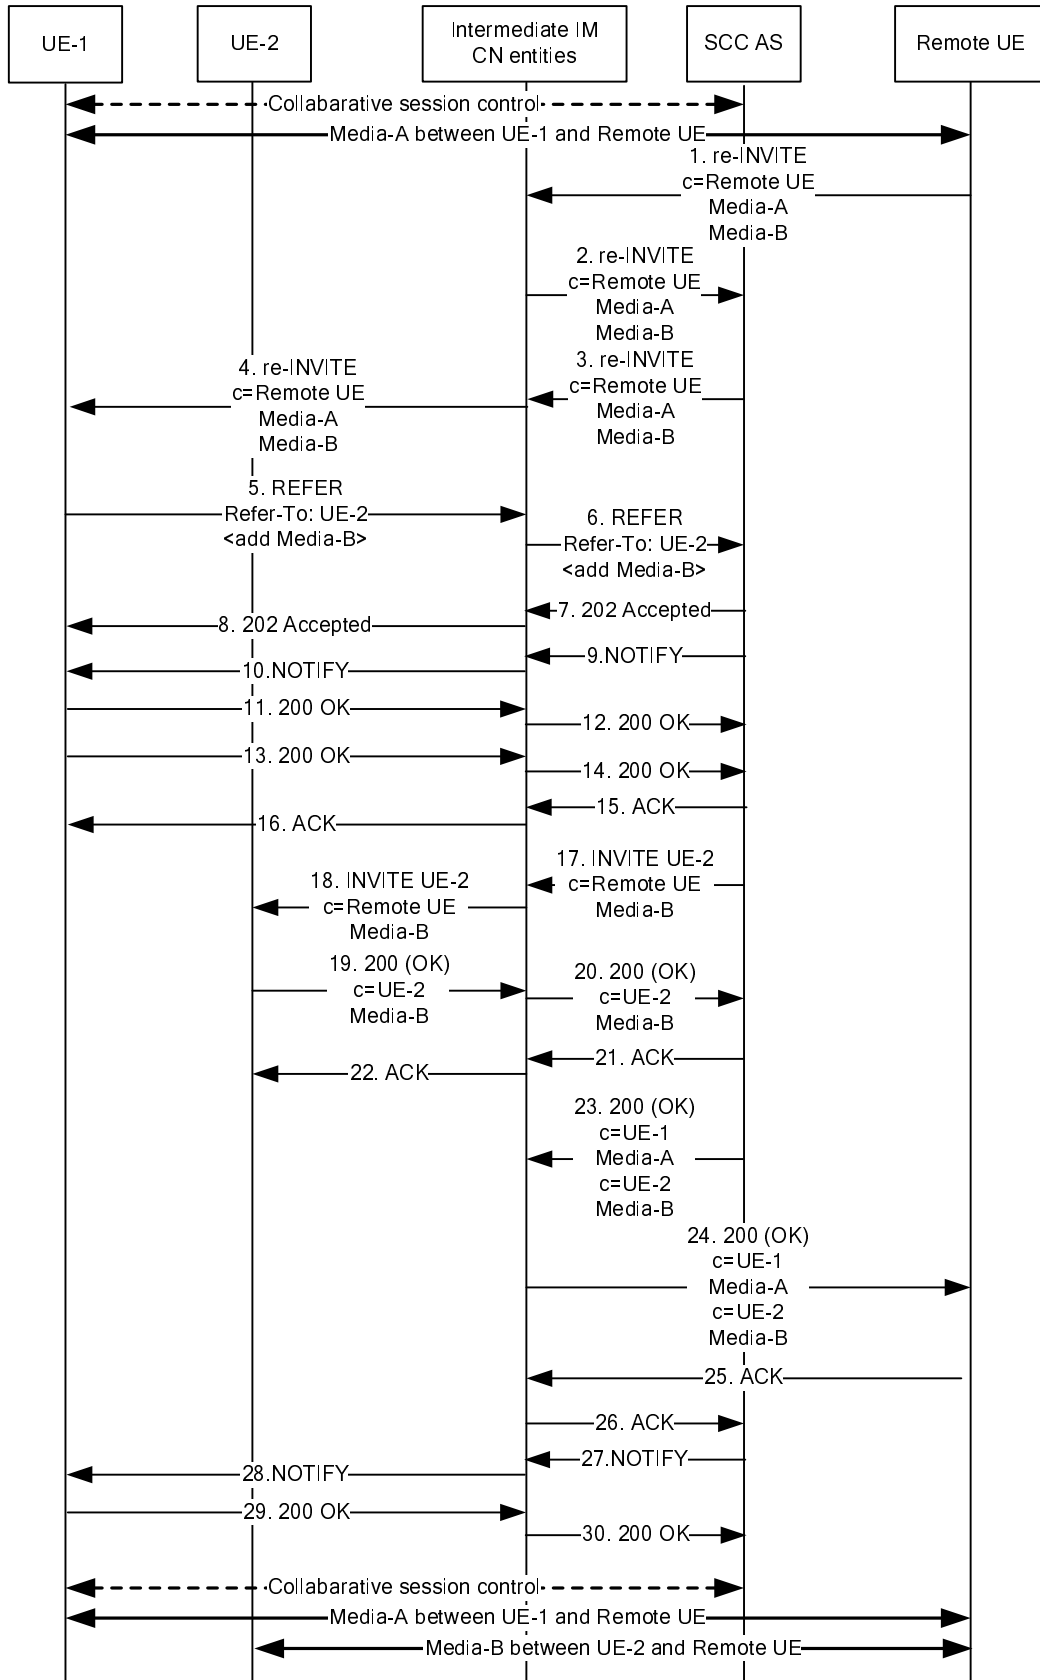 UE-1
UE-2
Intermediate IM
CN entities
SCC AS
Remote UE
Collabarative session control
Media-A between UE-1 and Remote UE
1. re-INVITE
c=Remote UE
Media-A
Media-B
2. re-INVITE
c=Remote UE
Media-A
Media-B
3. re-INVITE
c=Remote UE
Media-A
Media-B
4. re-INVITE
c=Remote UE
Media-A
Media-B
5. REFER
Refer-To: UE-2
<add Media-B>
6. REFER
Refer-To: UE-2
<add Media-B>
7. 202 Accepted
8. 202 Accepted
9.NOTIFY
10.NOTIFY
11. 200 OK
12. 200 OK
13. 200 OK
14. 200 OK
15. ACK
16. ACK
17. INVITE UE-2
c=Remote UE
Media-B
18. INVITE UE-2
c=Remote UE
Media-B
19. 200 (OK)
c=UE-2
Media-B
20. 200 (OK)
c=UE-2
Media-B
21. ACK
22. ACK
23. 200 (OK)
c=UE-1
Media-A
c=UE-2
Media-B
24. 200 (OK)
c=UE-1
Media-A
c=UE-2
Media-B
25. ACK
26. ACK
27.NOTIFY
28.NOTIFY
29. 200 OK
30. 200 OK
Collabarative session control
Media-A between UE-1 and Remote UE
Media-B between UE-2 and Remote UE